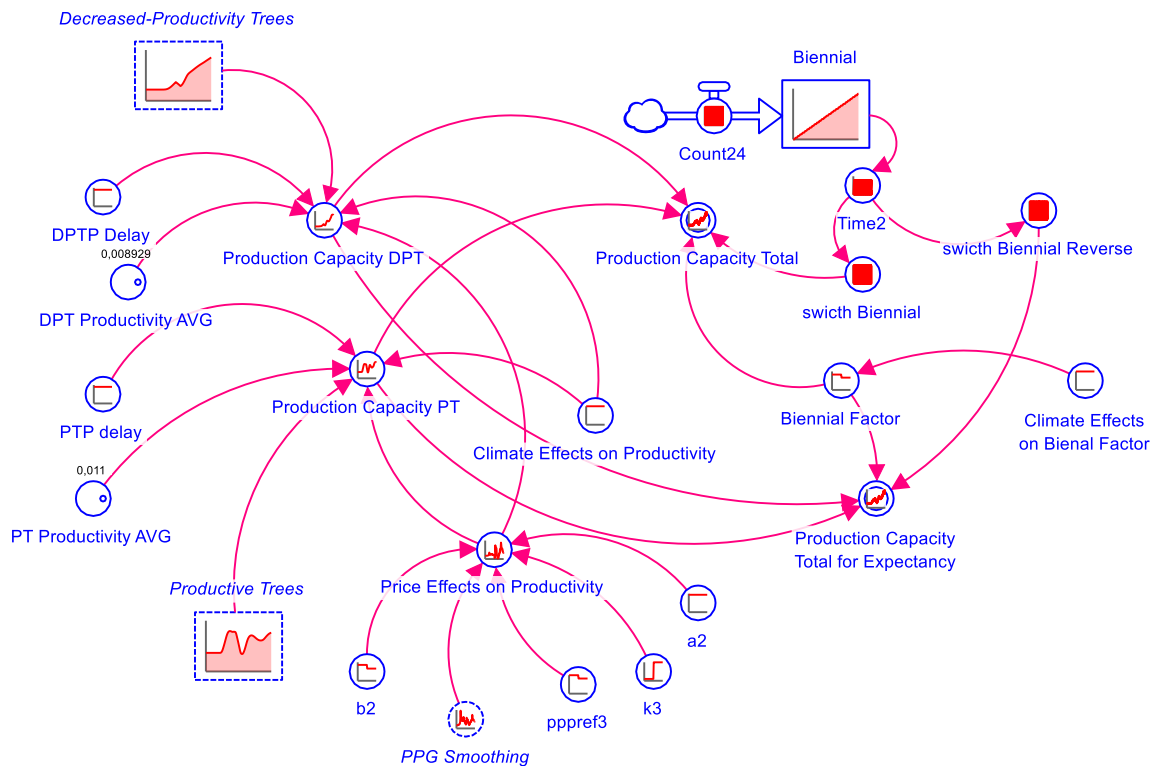 Decreased-Productivity Trees
Biennial
Count24
DPTP Delay
Time2
swicth Biennial Reverse
0,008929
Production Capacity DPT
Production Capacity Total
DPT Productivity AVG
swicth Biennial
Production Capacity PT
Biennial Factor
Climate Effects
on Bienal Factor
PTP delay
Climate Effects on Productivity
0,011
PT Productivity AVG
Production Capacity
Total for Expectancy
Productive Trees
Price Effects on Productivity
a2
b2
pppref3
k3
PPG Smoothing